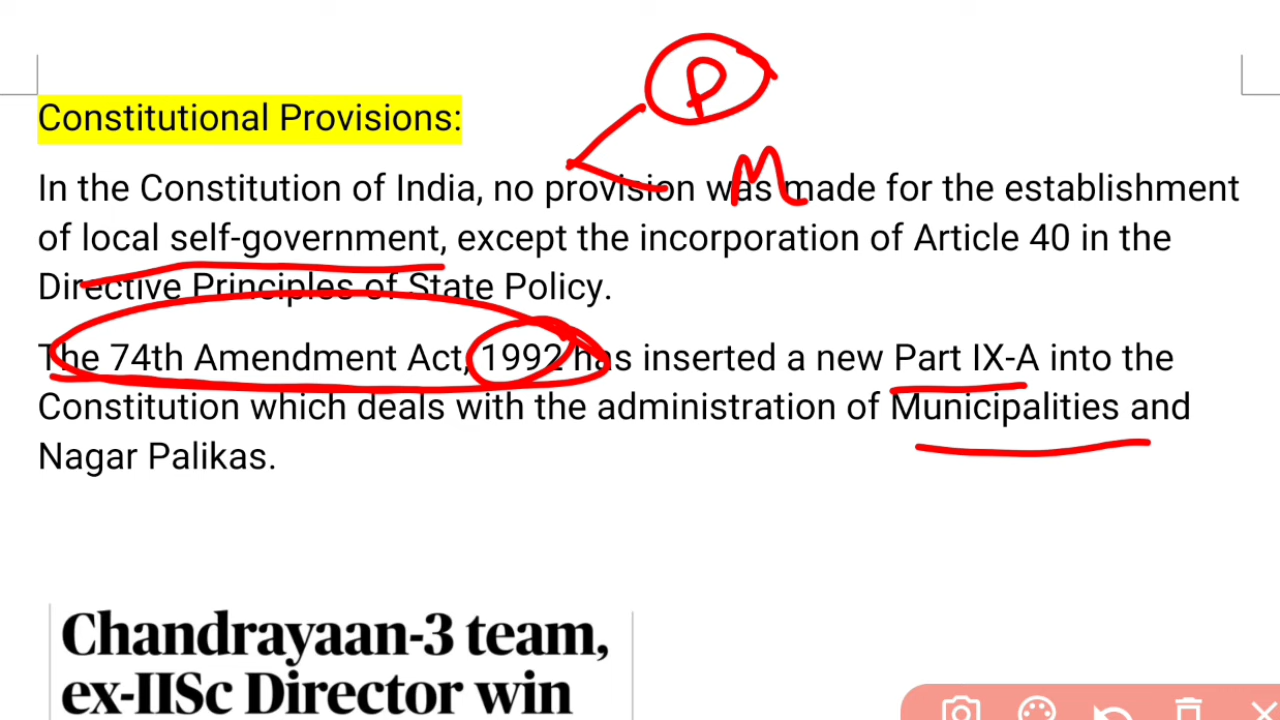 P
Constitutional Provisions:
M
In the Constitution of India, no provision was made for the establishment
of local self-government, except the incorporation of Article 40 in the
Directive Principles of State Policy.
The 74th Amendment Act, 1992 has inserted a new Part IX-A into the
Constitution which deals with the administration of Municipalities and
Nagar Palikas.
Chandrayaan-3 team,
ex-IISc Director win